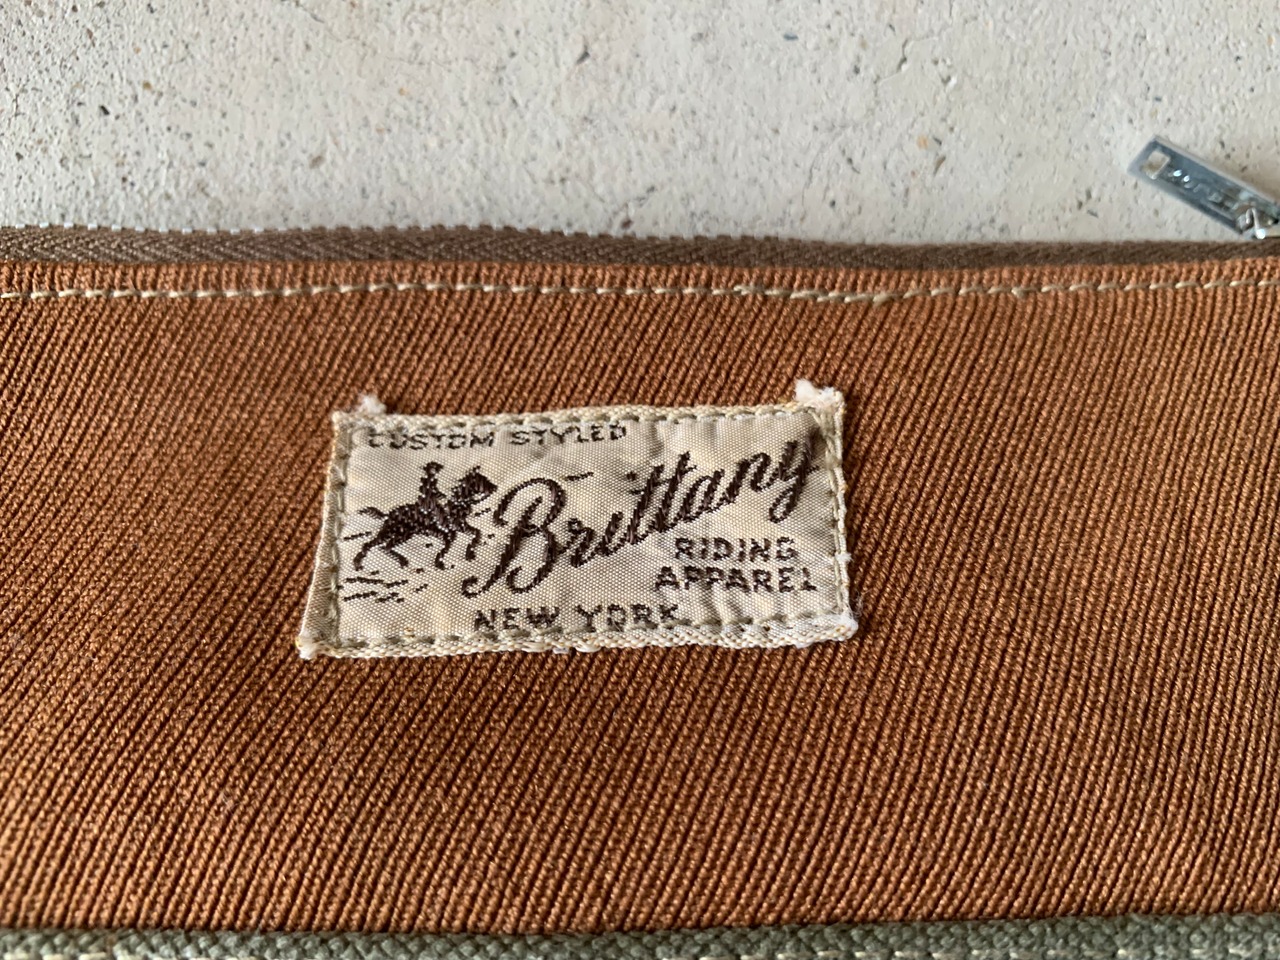 CUSTOM STYLED
Brittany
RIDING
APPAREL
NEW YORK